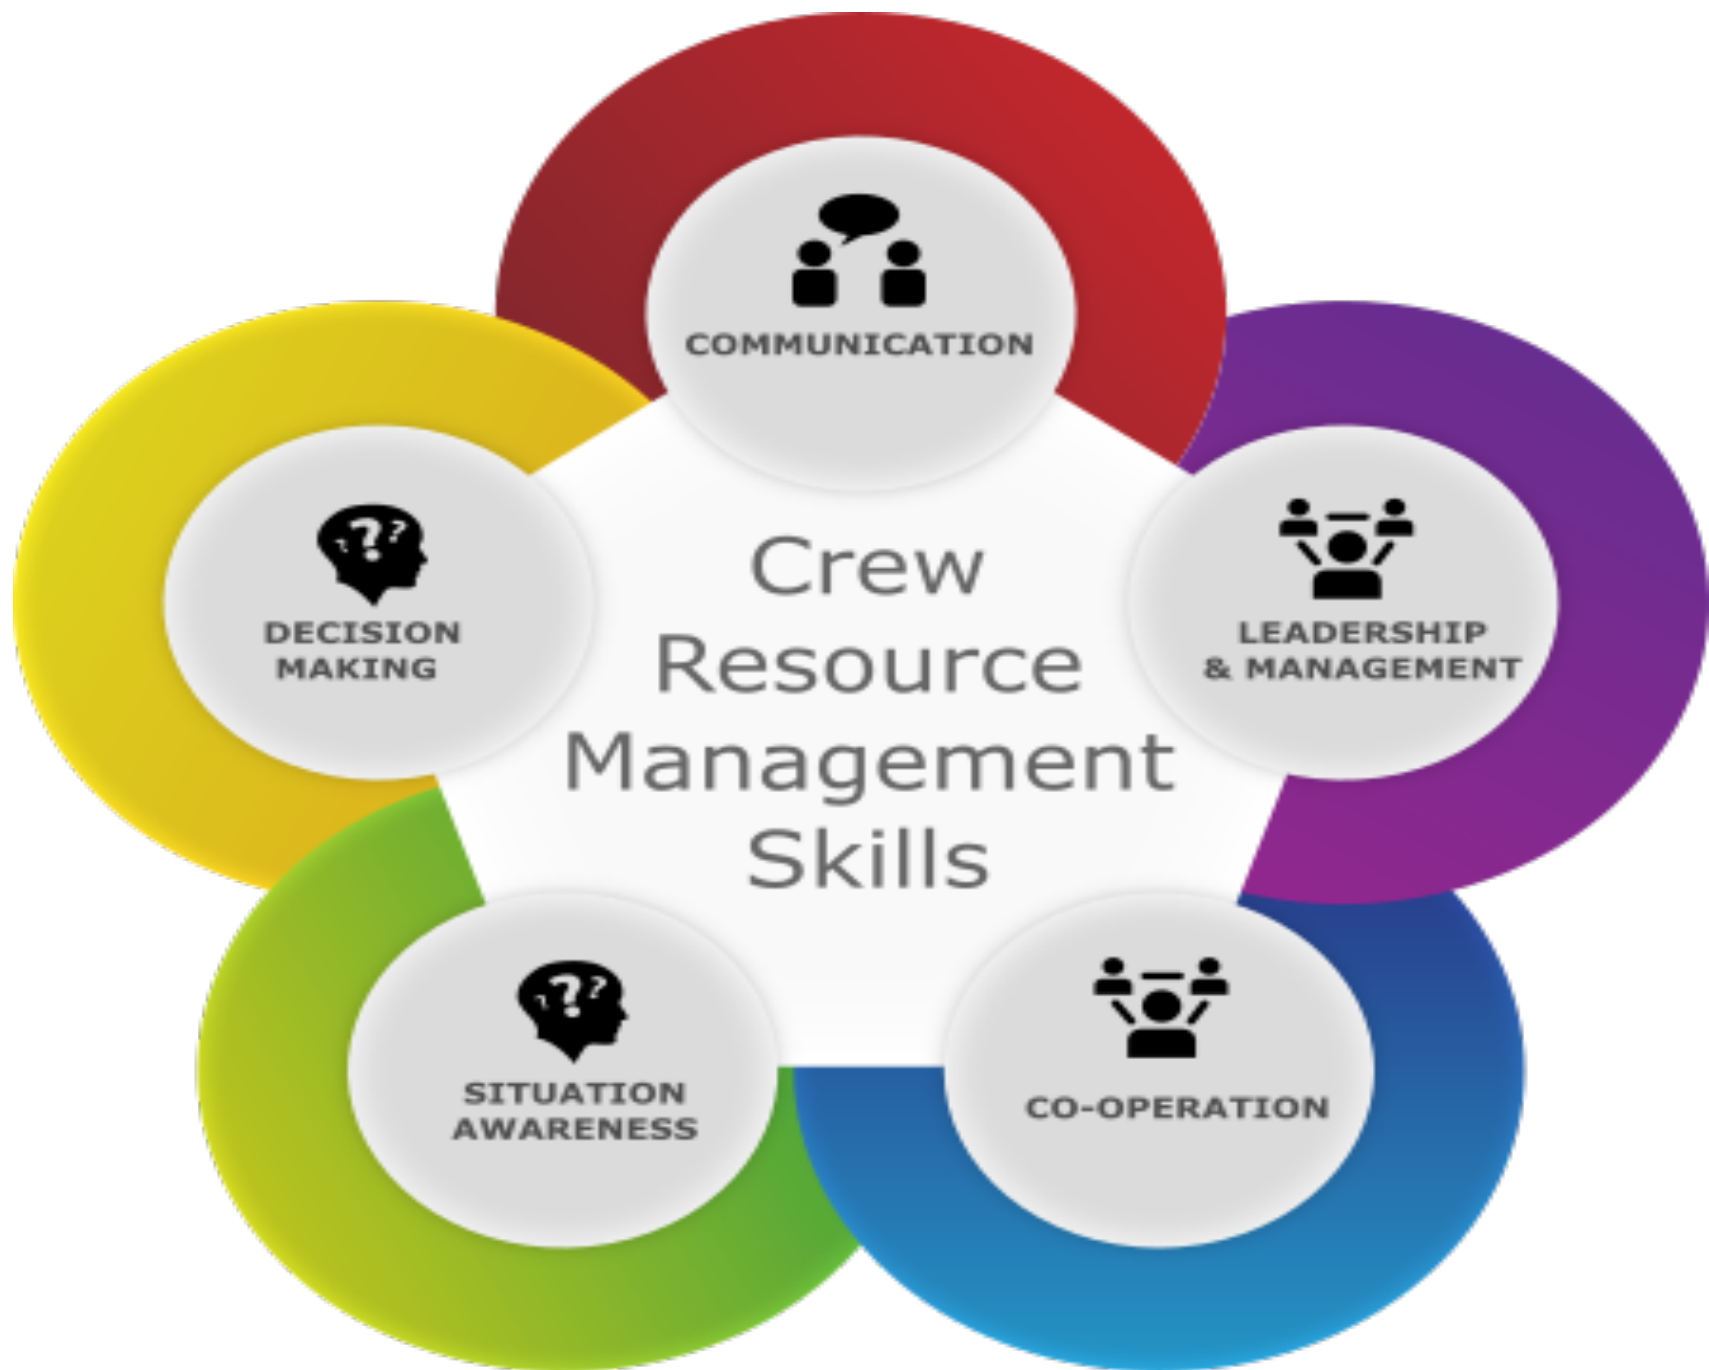 COMMUNICATION
DECISION
MAKING
Crew
Resource
Management
Skills
LEADERSHIP
& MANAGEMENT
SITUATION
AWARENESS
CO-OPERATION